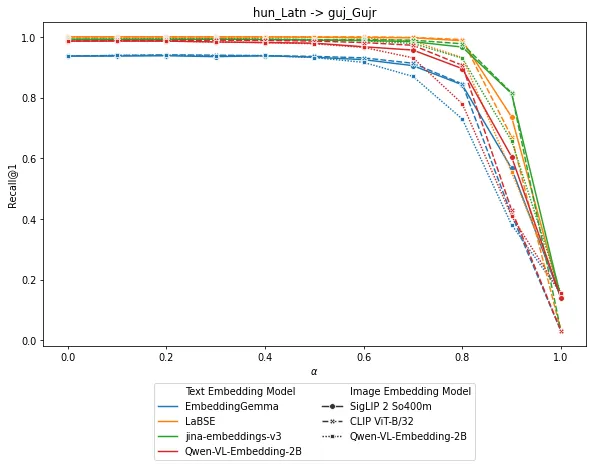 hun_Latn -> guj_Gujr
1.0
0.8
0.6
0.4
0.2
0.0
Recall@1
0.0 0.2 0.4 0.6 0.8 1.0
α
Text Embedding Model Image Embedding Model
EmbeddingGemma SigLIP 2 So400m
LaBSE CLIP ViT-B/32
jina-embeddings-v3 Qwen-VL-Embedding-2B
Qwen-VL-Embedding-2B